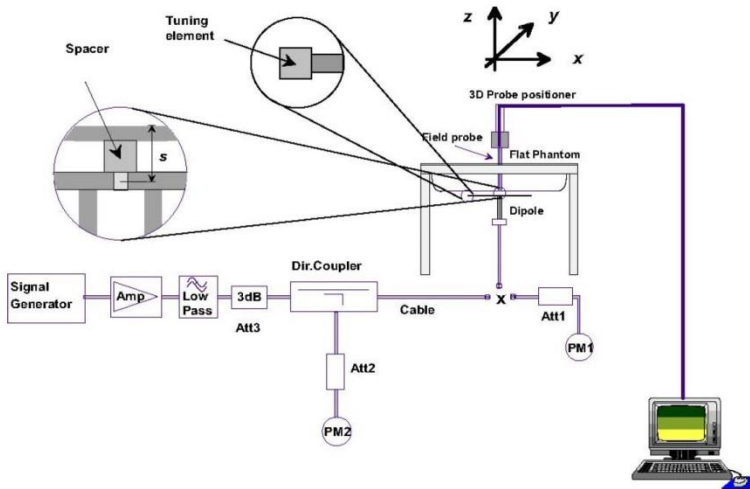 Tuning
element
Spacer
s
z
y
x
3D Probe positioner
Field probe
Flat Phantom
Dipole
Dir.Coupler
Signal
Generator
Amp
Low
Pass
3dB
Att3
Cable
x
Att1
PM1
Att2
PM2